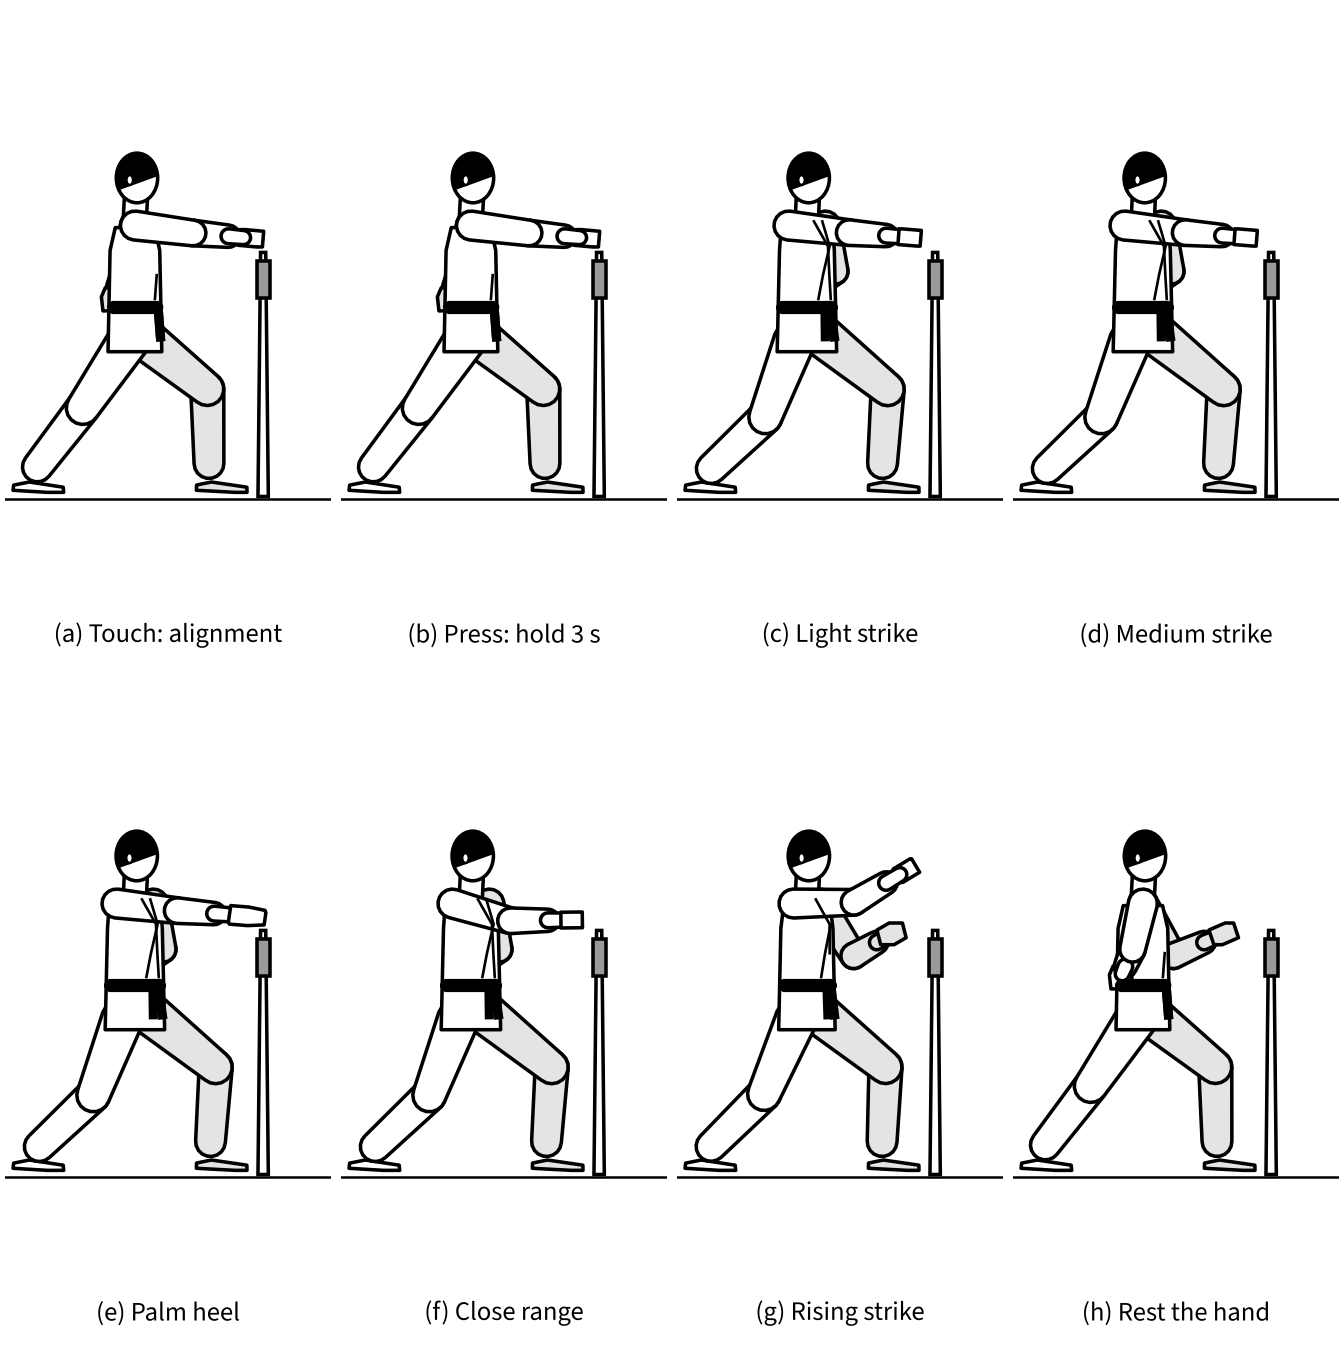 (a) Touch: alignment
(b) Press: hold 3 s
(c) Light strike
(d) Medium strike
(e) Palm heel
(f) Close range
(g) Rising strike
(h) Rest the hand